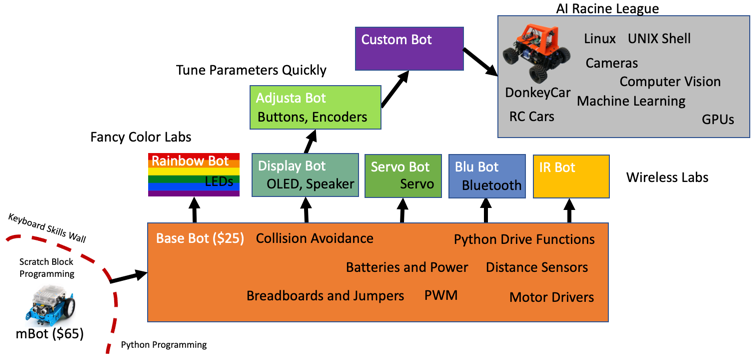 AI Racine League
Custom Bot
Linux UNIX Shell
Cameras
Computer Vision
DonkeyCar
Machine Learning
RC Cars
GPUs
Tune Parameters Quickly
Adjusta Bot
Buttons, Encoders
Fancy Color Labs
Rainbow Bot
LEDs
Display Bot
OLED, Speaker
Servo Bot
Servo
Blu Bot
Bluetooth
IR Bot
Wireless Labs
Keyboard Skills Wall
Scratch Block
Programming
mBot ($65)
Python Programming
Base Bot ($25)
Collision Avoidance
Python Drive Functions
Batteries and Power
Distance Sensors
Breadboards and Jumpers
PWM
Motor Drivers